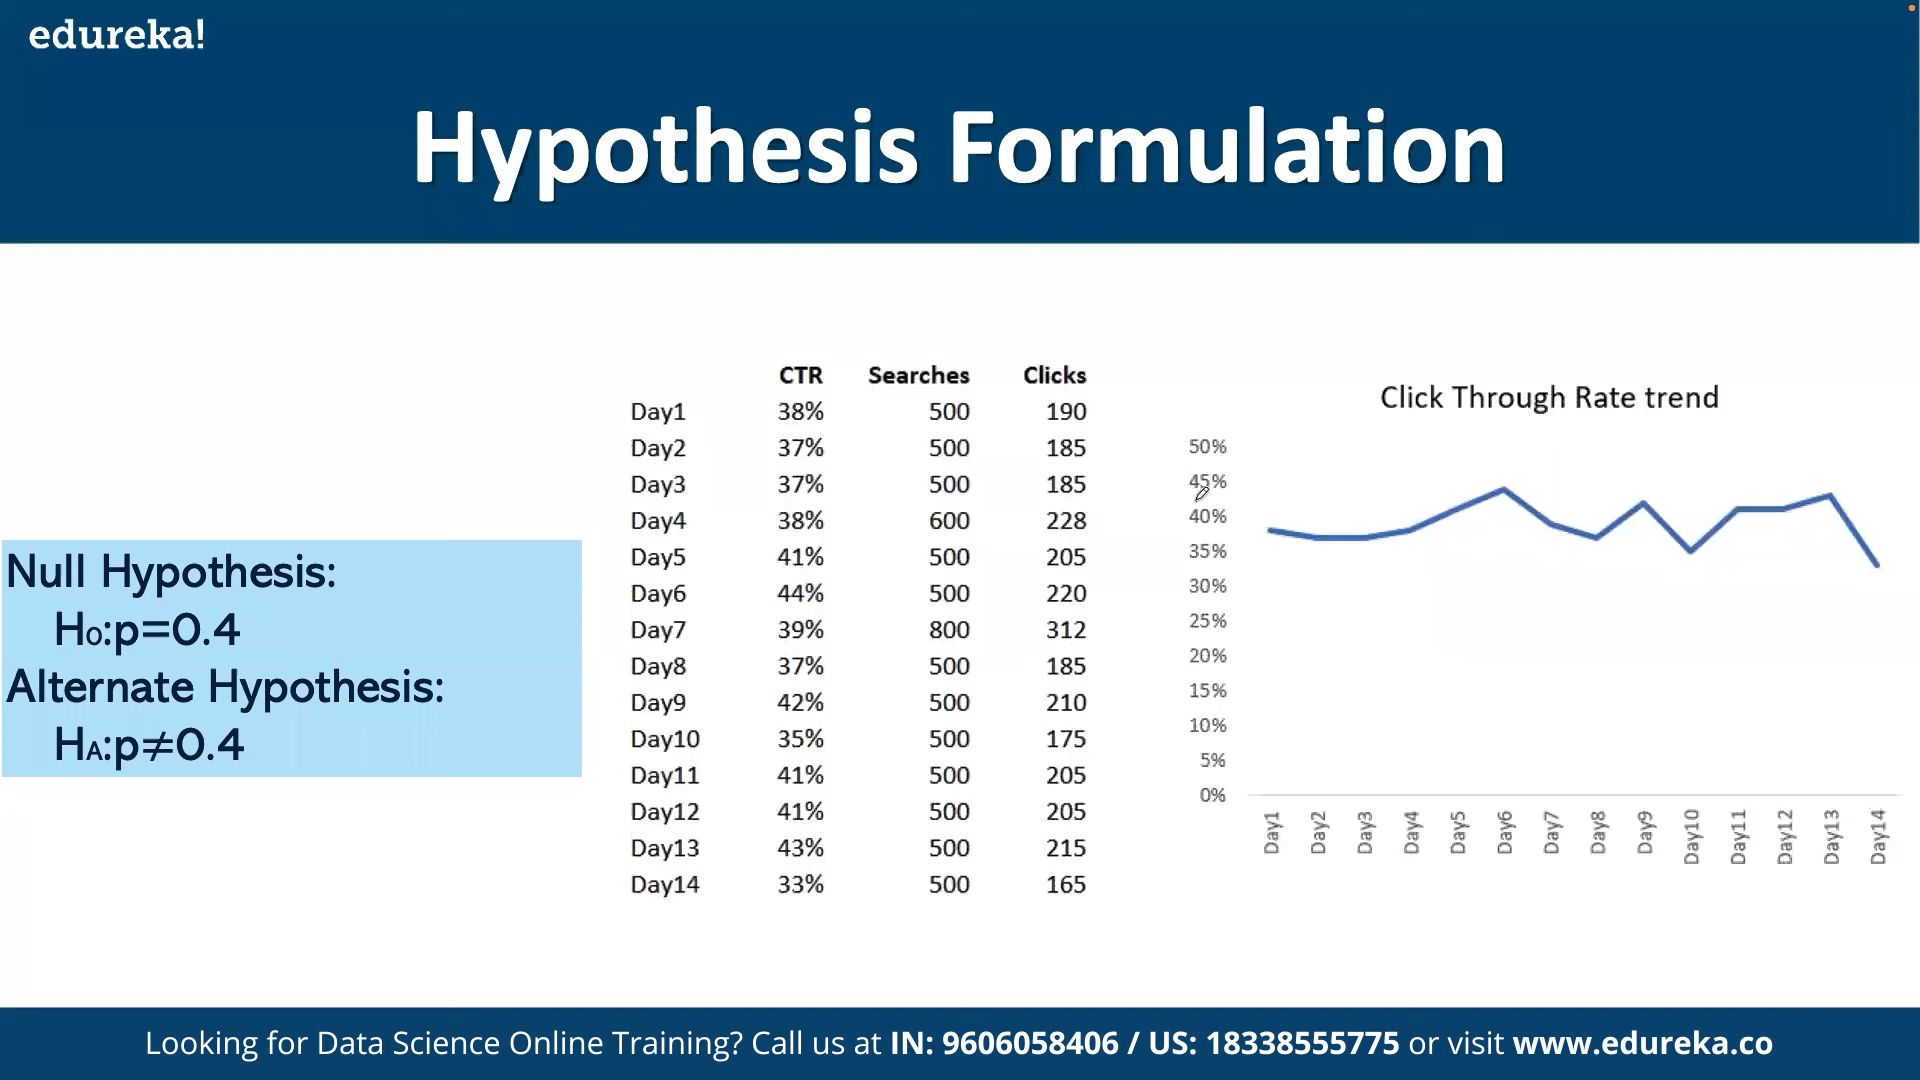 edureka!
Hypothesis Formulation
Null Hypothesis:
H₀:p=0.4
Alternate Hypothesis:
Hᴀ:p≠0.4
CTR Searches Clicks
Day1 38% 500 190
Day2 37% 500 185
Day3 37% 500 185
Day4 38% 600 228
Day5 41% 500 205
Day6 44% 500 220
Day7 39% 800 312
Day8 37% 500 185
Day9 42% 500 210
Day10 35% 500 175
Day11 41% 500 205
Day12 41% 500 205
Day13 43% 500 215
Day14 33% 500 165
Click Through Rate trend
50%
45%
40%
35%
30%
25%
20%
15%
10%
5%
0%
Day1 Day2 Day3 Day4 Day5 Day6 Day7 Day8 Day9 Day10 Day11 Day12 Day13 Day14
Looking for Data Science Online Training? Call us at IN: 9606058406 / US: 18338555775 or visit www.edureka.co